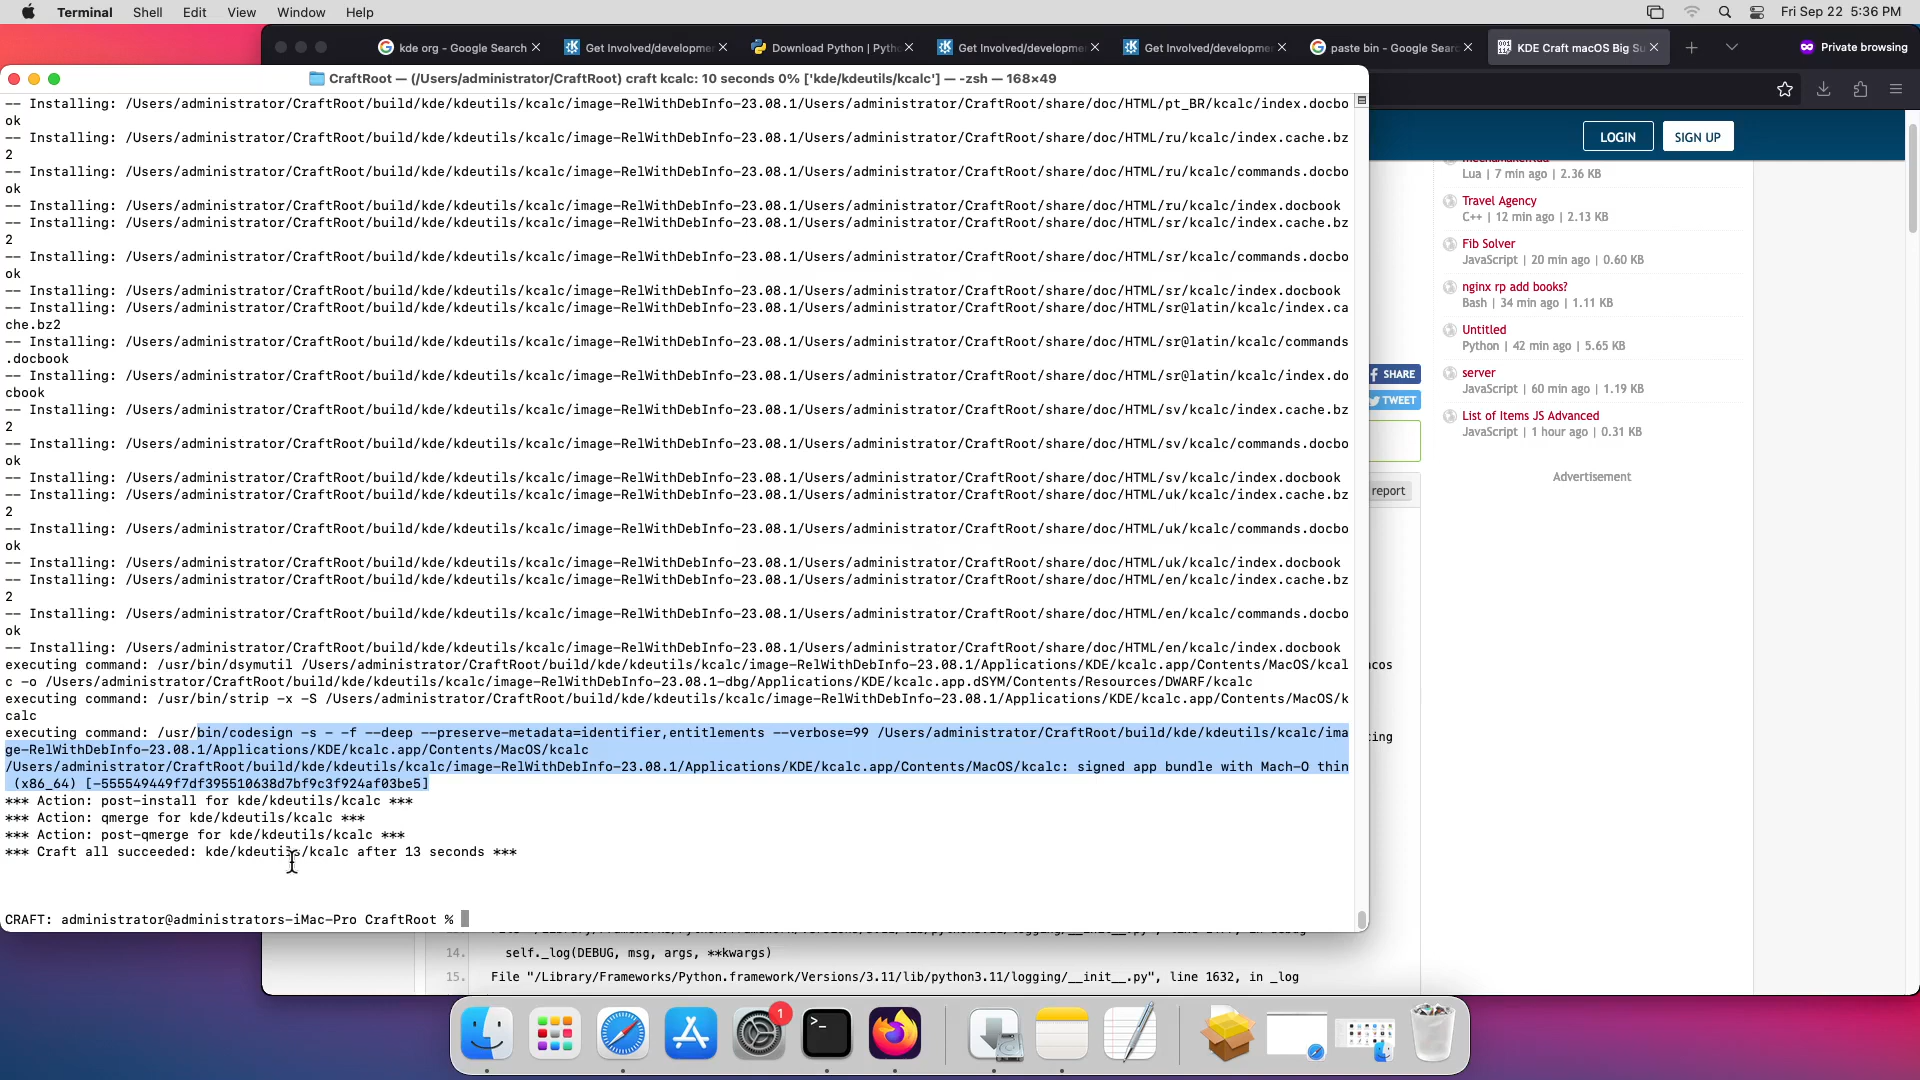 Terminal Shell Edit View Window Help Fri Sep 22 5:36 PM
kde org - Google Search Get Involved/developme Download Python | Pyth Get Involved/developme Get Involved/developme paste bin - Google Sear KDE Craft macOS Big Su Private browsing
CraftRoot — (/Users/administrator/CraftRoot) craft kcalc: 10 seconds 0% ['kde/kdeutils/kcalc'] — -zsh — 168×49
-- Installing: /Users/administrator/CraftRoot/build/kde/kdeutils/kcalc/image-RelWithDebInfo-23.08.1/Users/administrator/CraftRoot/share/doc/HTML/pt_BR/kcalc/index.docbo
ok
-- Installing: /Users/administrator/CraftRoot/build/kde/kdeutils/kcalc/image-RelWithDebInfo-23.08.1/Users/administrator/CraftRoot/share/doc/HTML/ru/kcalc/index.cache.bz
2
-- Installing: /Users/administrator/CraftRoot/build/kde/kdeutils/kcalc/image-RelWithDebInfo-23.08.1/Users/administrator/CraftRoot/share/doc/HTML/ru/kcalc/commands.docbo
ok
-- Installing: /Users/administrator/CraftRoot/build/kde/kdeutils/kcalc/image-RelWithDebInfo-23.08.1/Users/administrator/CraftRoot/share/doc/HTML/ru/kcalc/index.docbook
-- Installing: /Users/administrator/CraftRoot/build/kde/kdeutils/kcalc/image-RelWithDebInfo-23.08.1/Users/administrator/CraftRoot/share/doc/HTML/sr/kcalc/index.cache.bz
2
-- Installing: /Users/administrator/CraftRoot/build/kde/kdeutils/kcalc/image-RelWithDebInfo-23.08.1/Users/administrator/CraftRoot/share/doc/HTML/sr/kcalc/commands.docbo
ok
-- Installing: /Users/administrator/CraftRoot/build/kde/kdeutils/kcalc/image-RelWithDebInfo-23.08.1/Users/administrator/CraftRoot/share/doc/HTML/sr/kcalc/index.docbook
-- Installing: /Users/administrator/CraftRoot/build/kde/kdeutils/kcalc/image-RelWithDebInfo-23.08.1/Users/administrator/CraftRoot/share/doc/HTML/sr@latin/kcalc/index.ca
che.bz2
-- Installing: /Users/administrator/CraftRoot/build/kde/kdeutils/kcalc/image-RelWithDebInfo-23.08.1/Users/administrator/CraftRoot/share/doc/HTML/sr@latin/kcalc/commands
.docbook
-- Installing: /Users/administrator/CraftRoot/build/kde/kdeutils/kcalc/image-RelWithDebInfo-23.08.1/Users/administrator/CraftRoot/share/doc/HTML/sr@latin/kcalc/index.do
cbook
-- Installing: /Users/administrator/CraftRoot/build/kde/kdeutils/kcalc/image-RelWithDebInfo-23.08.1/Users/administrator/CraftRoot/share/doc/HTML/sv/kcalc/index.cache.bz
2
-- Installing: /Users/administrator/CraftRoot/build/kde/kdeutils/kcalc/image-RelWithDebInfo-23.08.1/Users/administrator/CraftRoot/share/doc/HTML/sv/kcalc/commands.docbo
ok
-- Installing: /Users/administrator/CraftRoot/build/kde/kdeutils/kcalc/image-RelWithDebInfo-23.08.1/Users/administrator/CraftRoot/share/doc/HTML/sv/kcalc/index.docbook
-- Installing: /Users/administrator/CraftRoot/build/kde/kdeutils/kcalc/image-RelWithDebInfo-23.08.1/Users/administrator/CraftRoot/share/doc/HTML/uk/kcalc/index.cache.bz
2
-- Installing: /Users/administrator/CraftRoot/build/kde/kdeutils/kcalc/image-RelWithDebInfo-23.08.1/Users/administrator/CraftRoot/share/doc/HTML/uk/kcalc/commands.docbo
ok
-- Installing: /Users/administrator/CraftRoot/build/kde/kdeutils/kcalc/image-RelWithDebInfo-23.08.1/Users/administrator/CraftRoot/share/doc/HTML/uk/kcalc/index.docbook
-- Installing: /Users/administrator/CraftRoot/build/kde/kdeutils/kcalc/image-RelWithDebInfo-23.08.1/Users/administrator/CraftRoot/share/doc/HTML/en/kcalc/index.cache.bz
2
-- Installing: /Users/administrator/CraftRoot/build/kde/kdeutils/kcalc/image-RelWithDebInfo-23.08.1/Users/administrator/CraftRoot/share/doc/HTML/en/kcalc/commands.docbo
ok
-- Installing: /Users/administrator/CraftRoot/build/kde/kdeutils/kcalc/image-RelWithDebInfo-23.08.1/Users/administrator/CraftRoot/share/doc/HTML/en/kcalc/index.docbook
executing command: /usr/bin/dsymutil /Users/administrator/CraftRoot/build/kde/kdeutils/kcalc/image-RelWithDebInfo-23.08.1/Applications/KDE/kcalc.app/Contents/MacOS/kcal
c -o /Users/administrator/CraftRoot/build/kde/kdeutils/kcalc/image-RelWithDebInfo-23.08.1-dbg/Applications/KDE/kcalc.app.dSYM/Contents/Resources/DWARF/kcalc
executing command: /usr/bin/strip -x -S /Users/administrator/CraftRoot/build/kde/kdeutils/kcalc/image-RelWithDebInfo-23.08.1/Applications/KDE/kcalc.app/Contents/MacOS/k
calc
executing command: /usr/bin/codesign -s - -f --deep --preserve-metadata=identifier,entitlements --verbose=99 /Users/administrator/CraftRoot/build/kde/kdeutils/kcalc/ima
ge-RelWithDebInfo-23.08.1/Applications/KDE/kcalc.app/Contents/MacOS/kcalc
/Users/administrator/CraftRoot/build/kde/kdeutils/kcalc/image-RelWithDebInfo-23.08.1/Applications/KDE/kcalc.app/Contents/MacOS/kcalc: signed app bundle with Mach-O thin
(x86_64) [-555549449f7df395510638d7bf9c3f924af03be5]
*** Action: post-install for kde/kdeutils/kcalc ***
*** Action: qmerge for kde/kdeutils/kcalc ***
*** Action: post-qmerge for kde/kdeutils/kcalc ***
*** Craft all succeeded: kde/kdeutils/kcalc after 13 seconds ***
CRAFT: administrator@administrators-iMac-Pro CraftRoot %
LOGIN SIGN UP
Lua | 7 min ago | 2.36 KB
Travel Agency
C++ | 12 min ago | 2.13 KB
Fib Solver
JavaScript | 20 min ago | 0.60 KB
nginx rp add books?
Bash | 34 min ago | 1.11 KB
Untitled
Python | 42 min ago | 5.65 KB
server
JavaScript | 60 min ago | 1.19 KB
List of Items JS Advanced
JavaScript | 1 hour ago | 0.31 KB
Advertisement
SHARE
TWEET
report
cos
ing
14. self._log(DEBUG, msg, args, **kwargs)
15. File "/Library/Frameworks/Python.framework/Versions/3.11/lib/python3.11/logging/__init__.py", line 1632, in _log
1